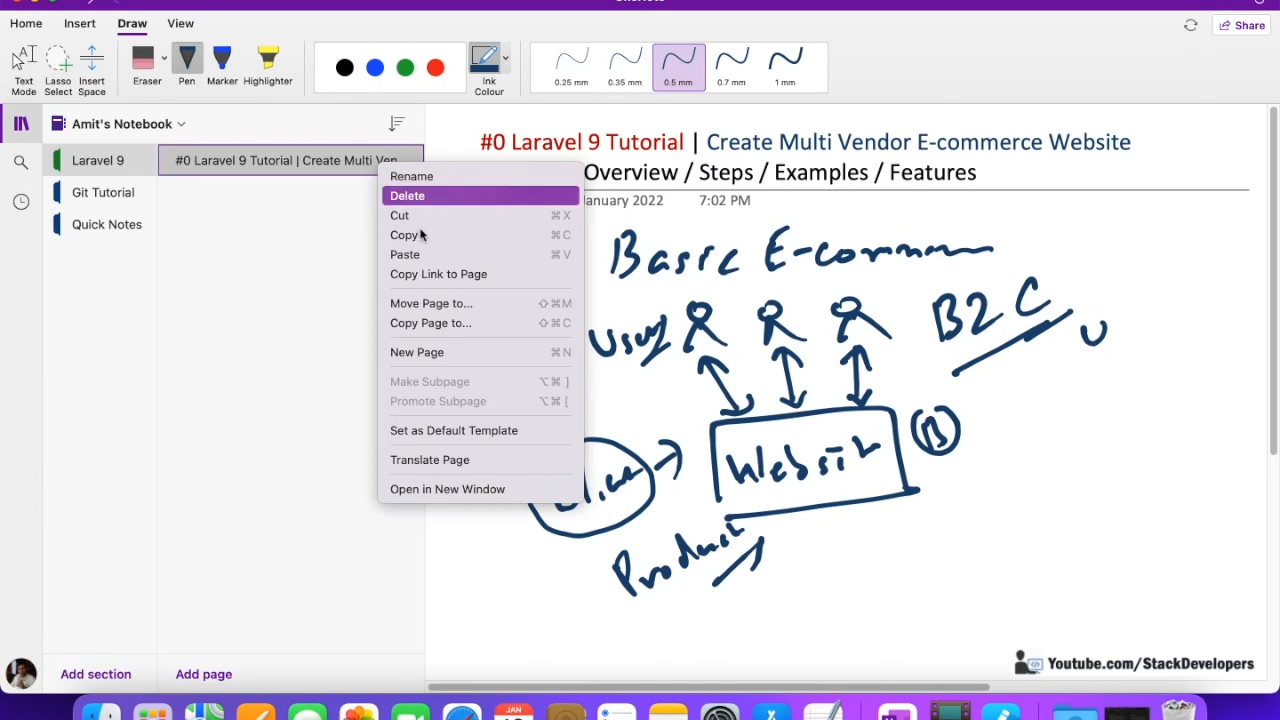 Home Insert Draw View
Share
Text Mode
Lasso Select
Insert Space
Eraser
Pen
Marker
Highlighter
Ink Colour
0.25 mm 0.35 mm 0.5 mm 0.7 mm 1 mm
Amit's Notebook
Laravel 9
Git Tutorial
Quick Notes
#0 Laravel 9 Tutorial | Create Multi Ven
Rename
Delete
Cut ⌘ X
Copy ⌘ C
Paste ⌘ V
Copy Link to Page
Move Page to... ⇧⌘M
Copy Page to... ⇧⌘C
New Page ⌘ N
Make Subpage ⌥⌘ ]
Promote Subpage ⌥⌘ [
Set as Default Template
Translate Page
Open in New Window
#0 Laravel 9 Tutorial | Create Multi Vendor E-commerce Website
Overview / Steps / Examples / Features
January 2022 7:02 PM
Basic E-comm
B2C
U
Website
B
Product
Youtube.com/StackDevelopers
Add section
Add page
JAN